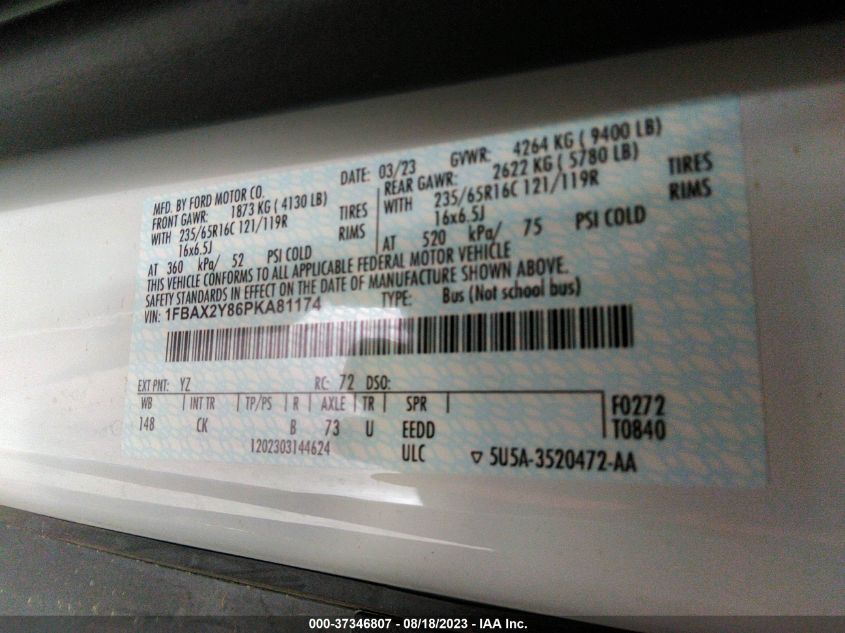 MFD. BY FORD MOTOR CO.
DATE: 03/23
GVWR: 4264 KG ( 9400 LB)
FRONT GAWR: 1873 KG ( 4130 LB)
REAR GAWR: 2622 KG ( 5780 LB)
WITH 235/65R16C 121/119R TIRES
WITH 235/65R16C 121/119R TIRES
16x6.5J RIMS
16x6.5J RIMS
AT 360 kPa/ 52 PSI COLD
AT 520 kPa/ 75 PSI COLD
THIS VEHICLE CONFORMS TO ALL APPLICABLE FEDERAL MOTOR VEHICLE
SAFETY STANDARDS IN EFFECT ON THE DATE OF MANUFACTURE SHOWN ABOVE.
VIN: 1FBAX2Y86PKA81174 TYPE: Bus (Not school bus)
EXT PNT: YZ RC: 72 DSO:
WB INT TR TP/PS R AXLE TR SPR F0272
148 CK B 73 U EEDD T0840
1202303144624 ULC ▽ 5U5A-3520472-AA
000-37346807 - 08/18/2023 - IAA Inc.